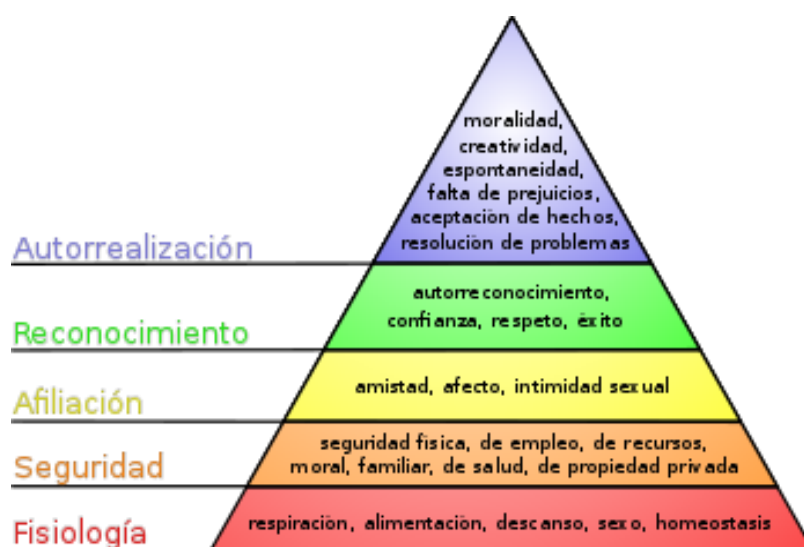 moralidad,
creatividad,
espontaneidad,
falta de prejuicios,
aceptación de hechos,
resolución de problemas
Autorrealización
autorreconocimiento,
confianza, respeto, éxito
Reconocimiento
amistad, afecto, intimidad sexual
Afiliación
seguridad física, de empleo, de recursos,
moral, familiar, de salud, de propiedad privada
Seguridad
respiración, alimentación, descanso, sexo, homeostasis
Fisiología